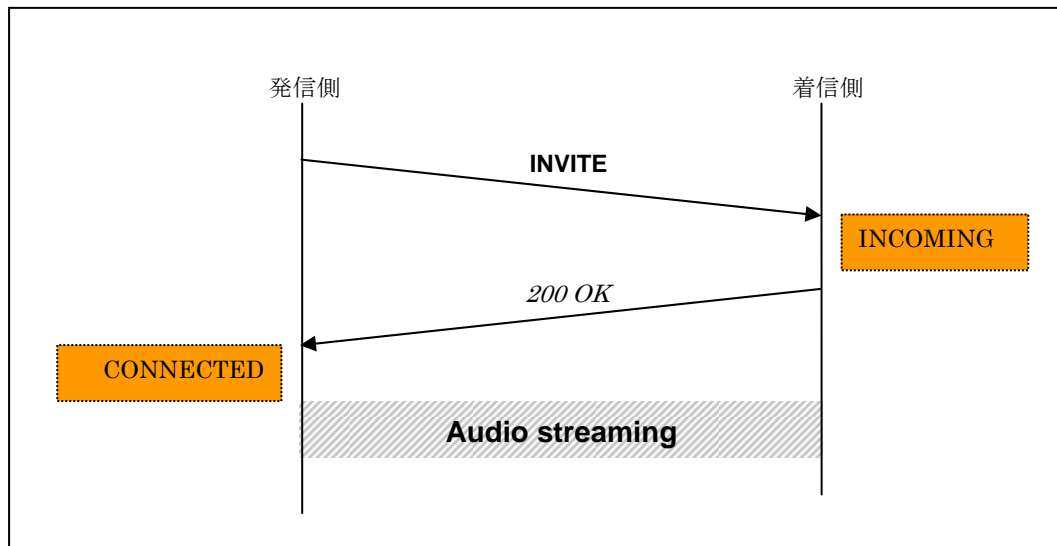 発信側
着信側
INVITE
INCOMING
200 OK
CONNECTED
Audio streaming